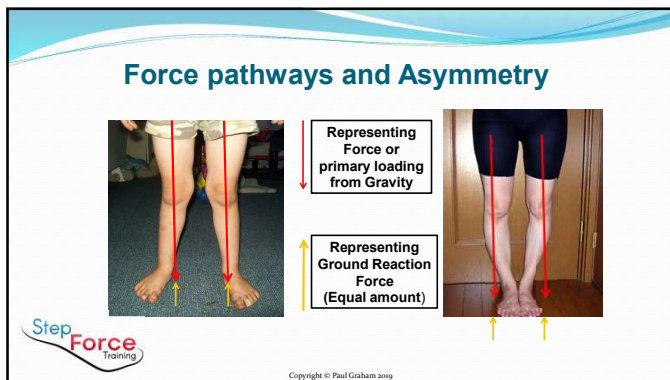 Force pathways and Asymmetry
Representing
Force or
primary loading
from Gravity
Representing
Ground Reaction
Force
(Equal amount)
Step
Force
Training
Copyright © Paul Graham 2019